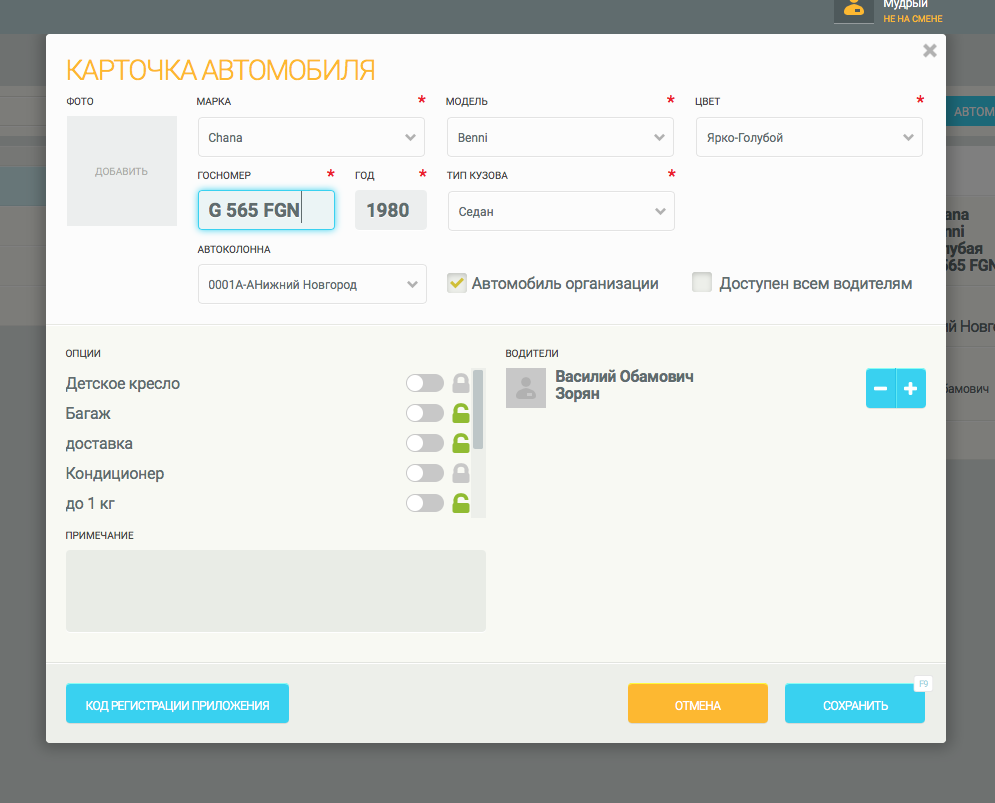 Мудрый
НЕ НА СМЕНЕ
КАРТОЧКА АВТОМОБИЛЯ
ФОТО
МАРКА *
МОДЕЛЬ *
ЦВЕТ *
АВТОМ
ДОБАВИТЬ
Chana
Benni
Ярко-Голубой
ГОСНОМЕР *
ГОД *
ТИП КУЗОВА *
G 565 FGN
1980
Седан
АВТОКОЛОННА
0001А-АНижний Новгород
Автомобиль организации
Доступен всем водителям
ana
nni
лубая
565 FGN
ий Новго
бамович
ОПЦИИ
Детское кресло
Багаж
доставка
Кондиционер
до 1 кг
ВОДИТЕЛИ
Василий Обамович
Зорян
ПРИМЕЧАНИЕ
КОД РЕГИСТРАЦИИ ПРИЛОЖЕНИЯ
ОТМЕНА
СОХРАНИТЬ
F9